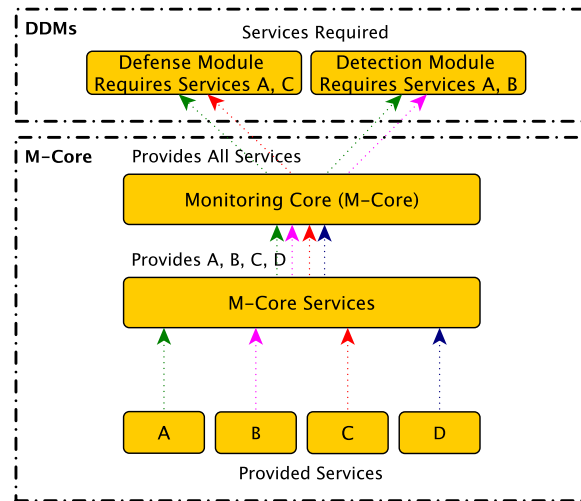 DDMs
Services Required
Defense Module
Requires Services A, C
Detection Module
Requires Services A, B
M-Core
Provides All Services
Monitoring Core (M-Core)
Provides A, B, C, D
M-Core Services
A
B
C
D
Provided Services